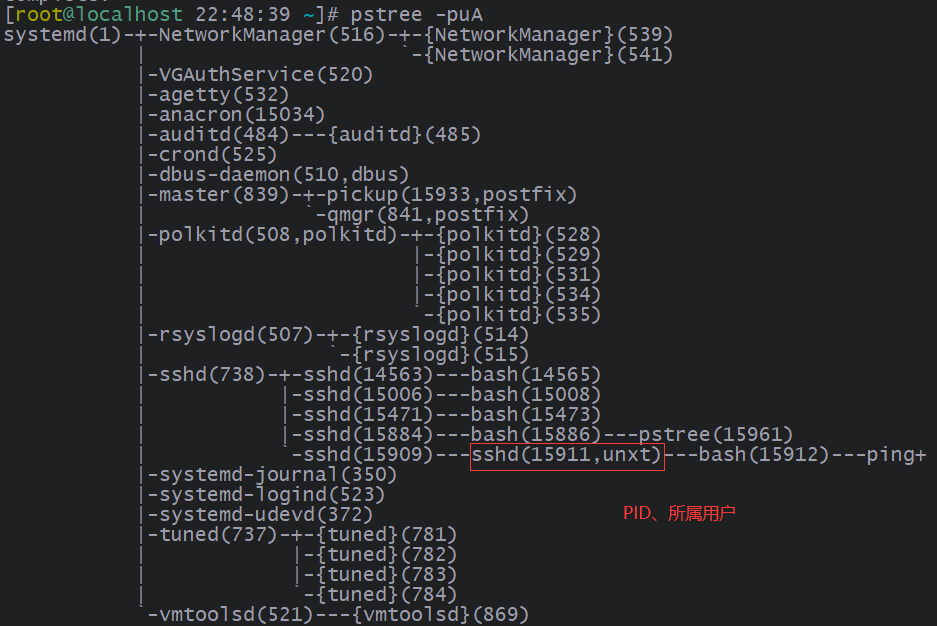 [root@localhost 22:48:39 ~]# pstree -puA
systemd(1)-+-NetworkManager(516)-+-{NetworkManager}(539)
           |                     `-{NetworkManager}(541)
           |-VGAuthService(520)
           |-agetty(532)
           |-anacron(15034)
           |-auditd(484)---{auditd}(485)
           |-crond(525)
           |-dbus-daemon(510,dbus)
           |-master(839)-+-pickup(15933,postfix)
           |             `-qmgr(841,postfix)
           |-polkitd(508,polkitd)-+-{polkitd}(528)
           |                      |-{polkitd}(529)
           |                      |-{polkitd}(531)
           |                      |-{polkitd}(534)
           |                      `-{polkitd}(535)
           |-rsyslogd(507)-+-{rsyslogd}(514)
           |               `-{rsyslogd}(515)
           |-sshd(738)-+-sshd(14563)---bash(14565)
           |           |-sshd(15006)---bash(15008)
           |           |-sshd(15471)---bash(15473)
           |           |-sshd(15884)---bash(15886)---pstree(15961)
           |           `-sshd(15909)---sshd(15911,unxt)---bash(15912)---ping+
           |-systemd-journal(350)
           |-systemd-logind(523)
           |-systemd-udevd(372)
PID、所属用户
           |-tuned(737)-+-{tuned}(781)
           |            |-{tuned}(782)
           |            |-{tuned}(783)
           |            `-{tuned}(784)
           `-vmtoolsd(521)---{vmtoolsd}(869)